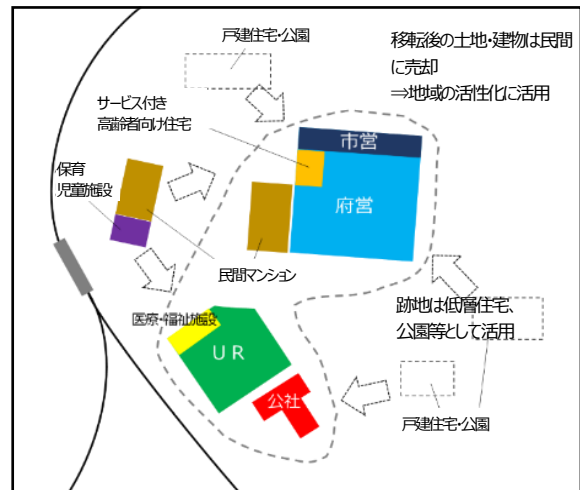 戸建住宅・公園
移転後の土地・建物は民間
に売却
⇒地域の活性化に活用
サービス付き
高齢者向け住宅
市営
保育
児童施設
府営
民間マンション
医療・福祉施設
UR
公社
跡地は低層住宅、
公園等として活用
戸建住宅・公園